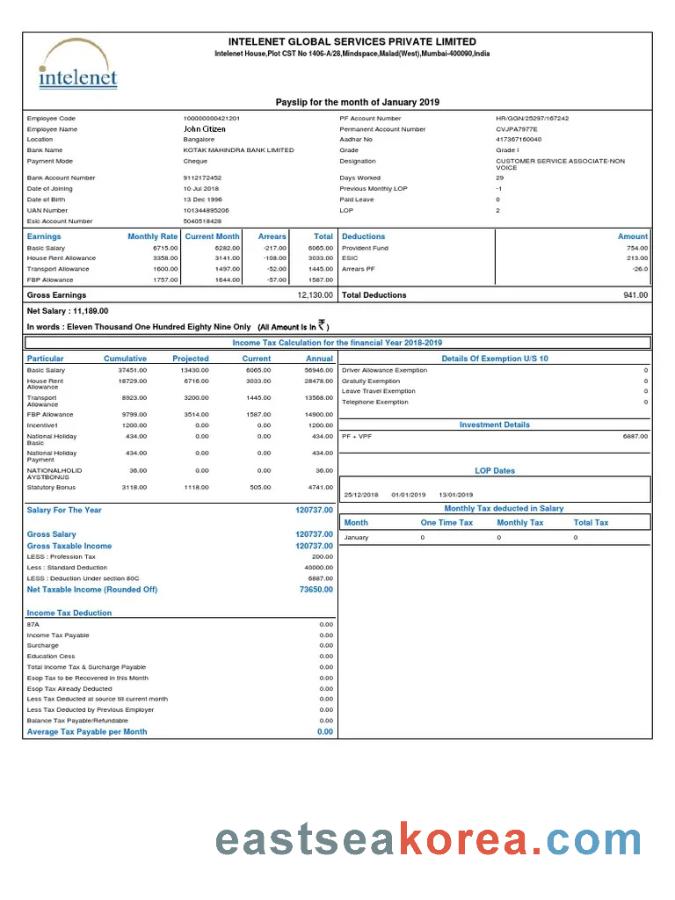 INTELENET GLOBAL SERVICES PRIVATE LIMITED
Intelenet House,Plot CST No 1406-A/28,Mindspace,Malad(West),Mumbai-400090,India
intelenet
Payslip for the month of January 2019
Employee Code 100000000421201 PF Account Number HR/GGN/25297/167242
Employee Name John Citizen Permanent Account Number CVJPA7977E
Location Bangalore Aadhar No 417367160040
Bank Name KOTAK MAHINDRA BANK LIMITED Grade Grade I
Payment Mode Cheque Designation CUSTOMER SERVICE ASSOCIATE-NON
VOICE
Bank Account Number 9112172452 Days Worked 29
Date of Joining 10 Jul 2018 Previous Monthly LOP -1
Date of Birth 13 Dec 1996 Paid Leave 0
UAN Number 101344895206 LOP 2
Esic Account Number 5040518428
Earnings Monthly Rate Current Month Arrears Total Deductions Amount
Basic Salary 6715.00 6282.00 -217.00 6065.00 Provident Fund 754.00
House Rent Allowance 3358.00 3141.00 -108.00 3033.00 ESIC 213.00
Transport Allowance 1600.00 1497.00 -52.00 1445.00 Arrears PF -26.0
FBP Allowance 1757.00 1644.00 -57.00 1587.00
Gross Earnings 12,130.00 Total Deductions 941.00
Net Salary : 11,189.00
In words : Eleven Thousand One Hundred Eighty Nine Only (All Amount is In ₹ )
Income Tax Calculation for the financial Year 2018-2019
Particular Cumulative Projected Current Annual Details Of Exemption U/S 10
Basic Salary 37451.00 13430.00 6065.00 56946.00 Driver Allowance Exemption 0
House Rent
Allowance 18729.00 6716.00 3033.00 28478.00 Gratuity Exemption 0
Leave Travel Exemption 0
Transport
Allowance 8923.00 3200.00 1445.00 13568.00 Telephone Exemption 0
FBP Allowance 9799.00 3514.00 1587.00 14900.00
Incentive1 1200.00 0.00 0.00 1200.00 Investment Details
National Holiday
Basic 434.00 0.00 0.00 434.00 PF + VPF 6887.00
National Holiday
Payment 434.00 0.00 0.00 434.00
NATIONALHOLID
AYSTBONUS 36.00 0.00 0.00 36.00 LOP Dates
Statutory Bonus 3118.00 1118.00 505.00 4741.00
25/12/2018 01/01/2019 13/01/2019
Salary For The Year 120737.00 Monthly Tax deducted in Salary
Month One Time Tax Monthly Tax Total Tax
Gross Salary 120737.00 January 0 0 0
Gross Taxable Income 120737.00
LESS : Profession Tax 200.00
Less : Standard Deduction 40000.00
LESS : Deduction Under section 80C 6887.00
Net Taxable Income (Rounded Off) 73650.00
Income Tax Deduction
87A 0.00
Income Tax Payable 0.00
Surcharge 0.00
Education Cess 0.00
Total Income Tax & Surcharge Payable 0.00
Esop Tax to be Recovered in this Month 0.00
Esop Tax Already Deducted 0.00
Less Tax Deducted at source till current month 0.00
Less Tax Deducted by Previous Employer 0.00
Balance Tax Payable/Refundable 0.00
Average Tax Payable per Month 0.00
eastseakorea.com